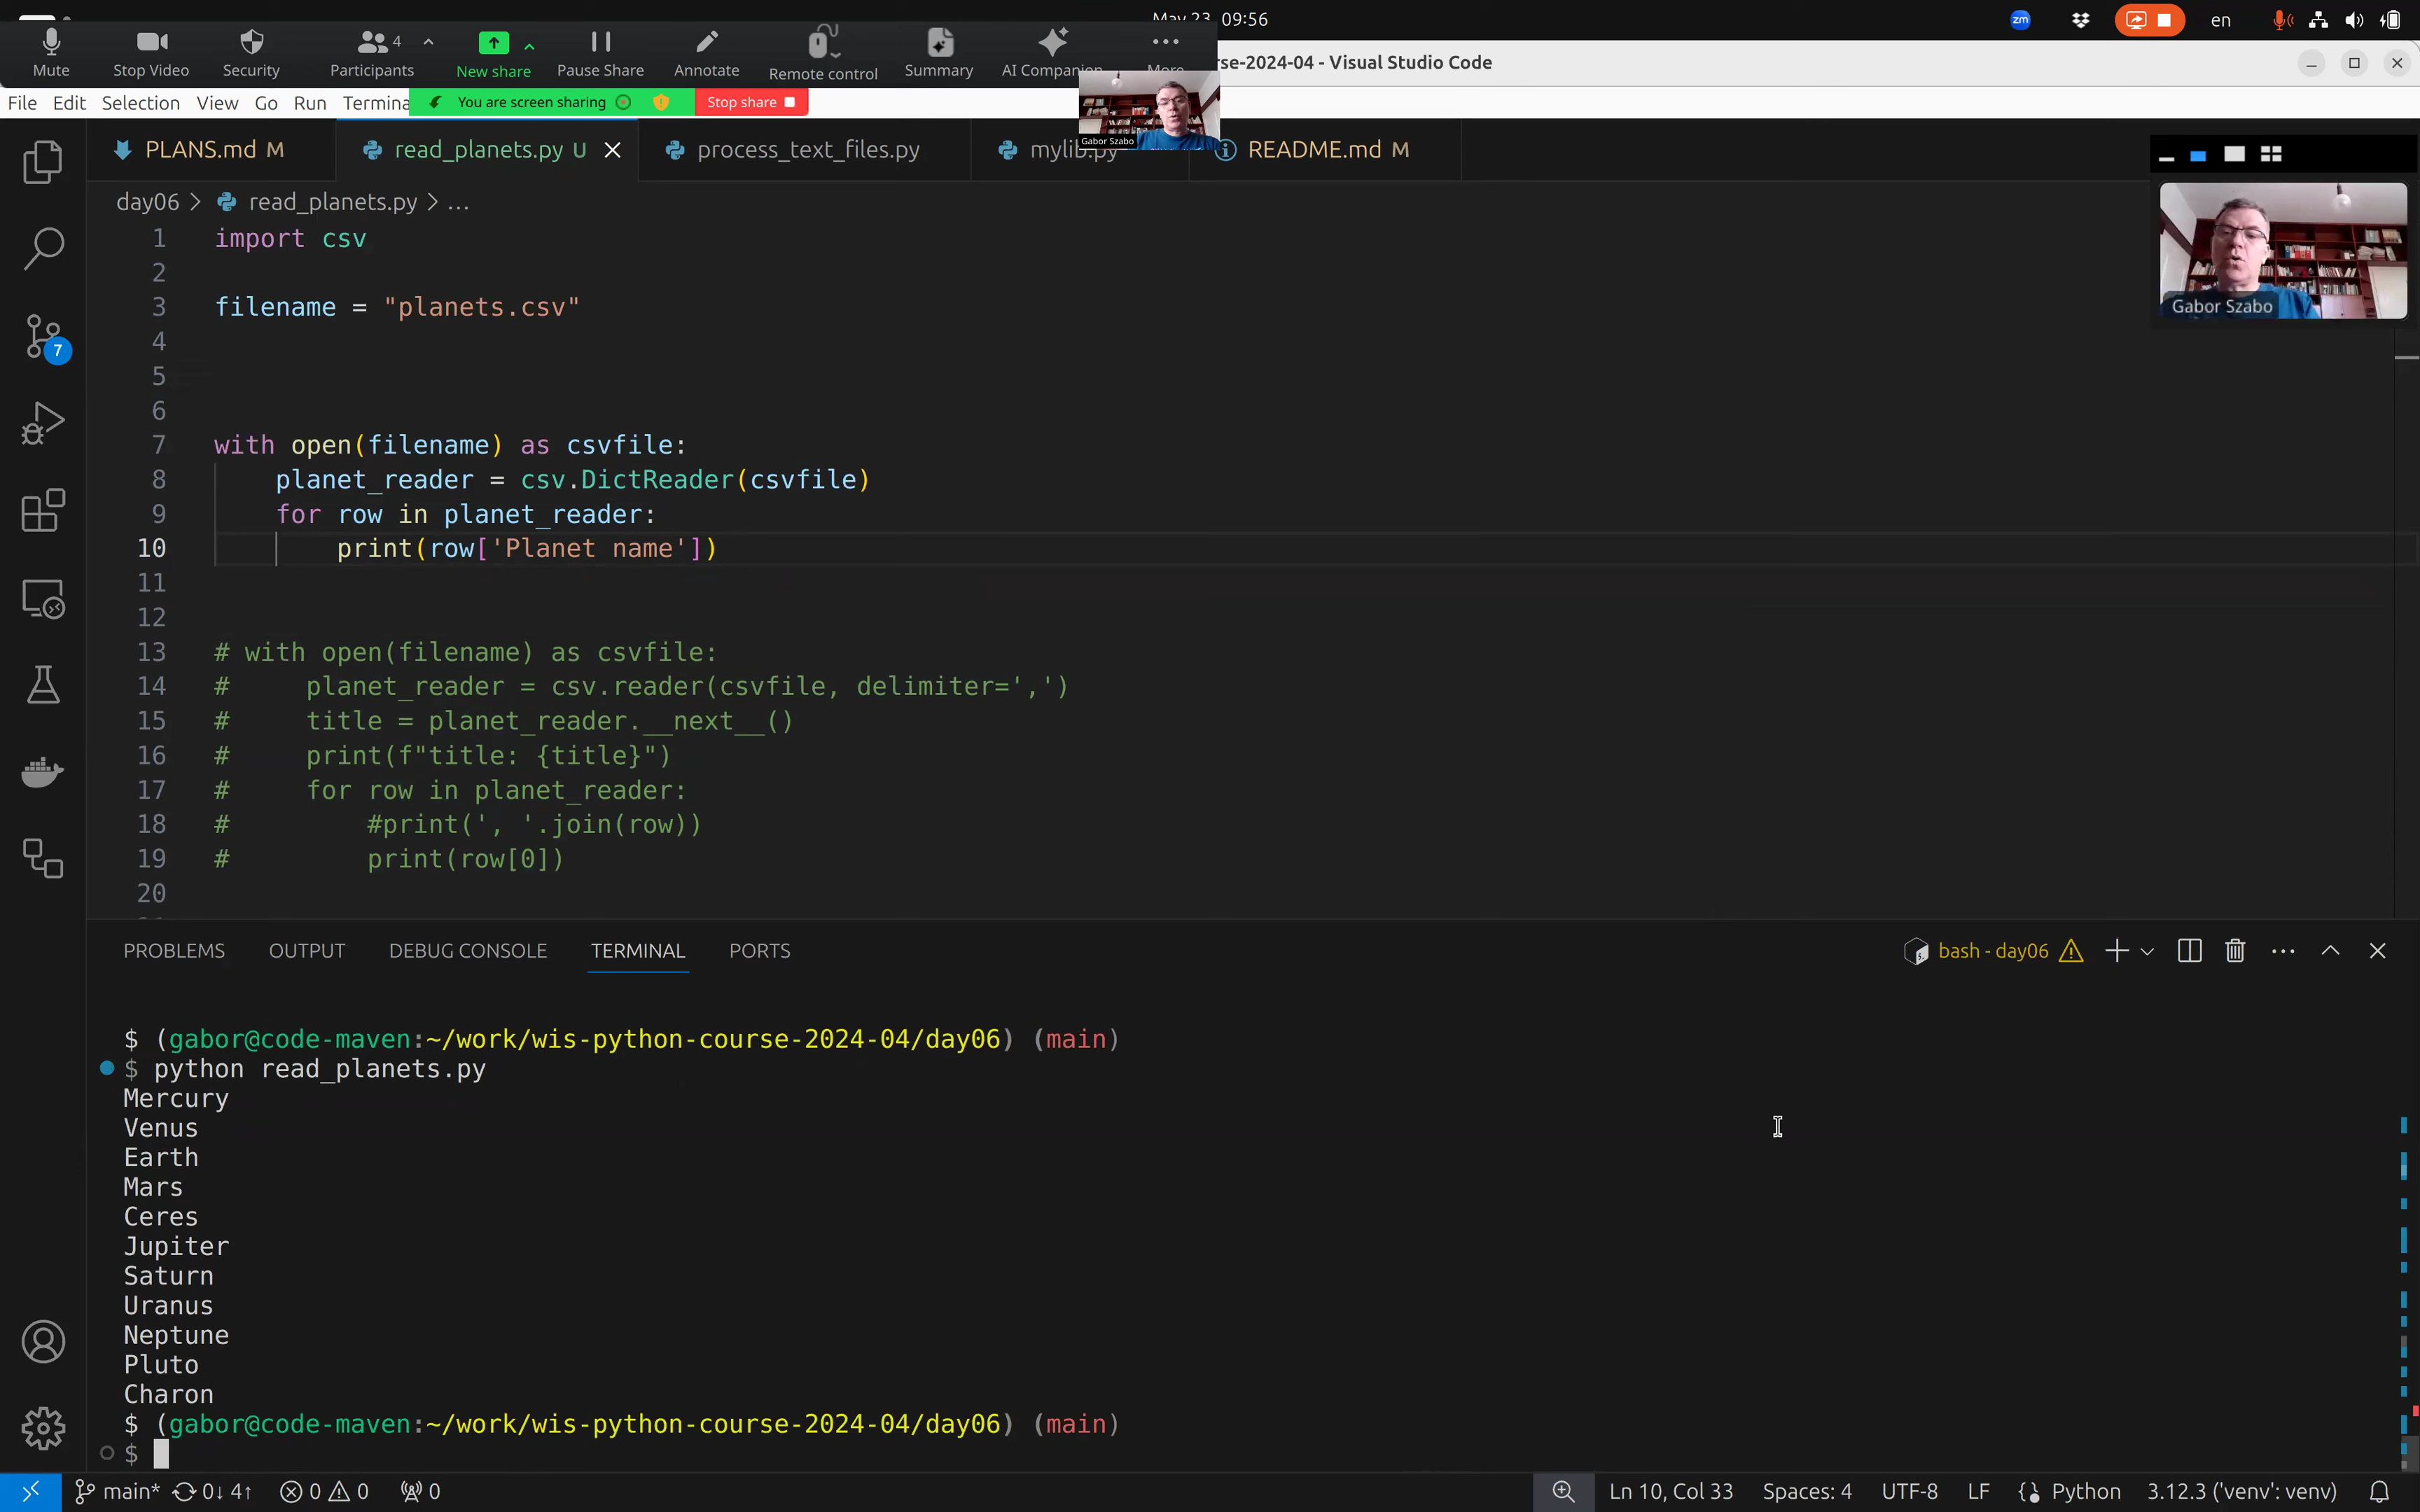 May 23 09:56
zm
en
Mute
Stop Video
Security
Participants
4
New share
Pause Share
Annotate
Remote control
Summary
AI Companion
More
se-2024-04 - Visual Studio Code
File Edit Selection View Go Run Termina
You are screen sharing
Stop share
Gabor Szabo
PLANS.md M
read_planets.py U
process_text_files.py
mylib.py
README.md M
day06 > read_planets.py > ...
Gabor Szabo
7
1 import csv
2
3 filename = "planets.csv"
4
5
6
7 with open(filename) as csvfile:
8     planet_reader = csv.DictReader(csvfile)
9     for row in planet_reader:
10         print(row['Planet name'])
11
12
13 # with open(filename) as csvfile:
14 #     planet_reader = csv.reader(csvfile, delimiter=',')
15 #     title = planet_reader.__next__()
16 #     print(f"title: {title}")
17 #     for row in planet_reader:
18 #         #print(', '.join(row))
19 #         print(row[0])
20
PROBLEMS OUTPUT DEBUG CONSOLE TERMINAL PORTS
bash - day06
$ (gabor@code-maven:~/work/wis-python-course-2024-04/day06) (main)
$ python read_planets.py
Mercury
Venus
Earth
Mars
Ceres
Jupiter
Saturn
Uranus
Neptune
Pluto
Charon
$ (gabor@code-maven:~/work/wis-python-course-2024-04/day06) (main)
$
main* 0↓ 4↑ 0 0 0
Ln 10, Col 33 Spaces: 4 UTF-8 LF Python 3.12.3 ('venv': venv)